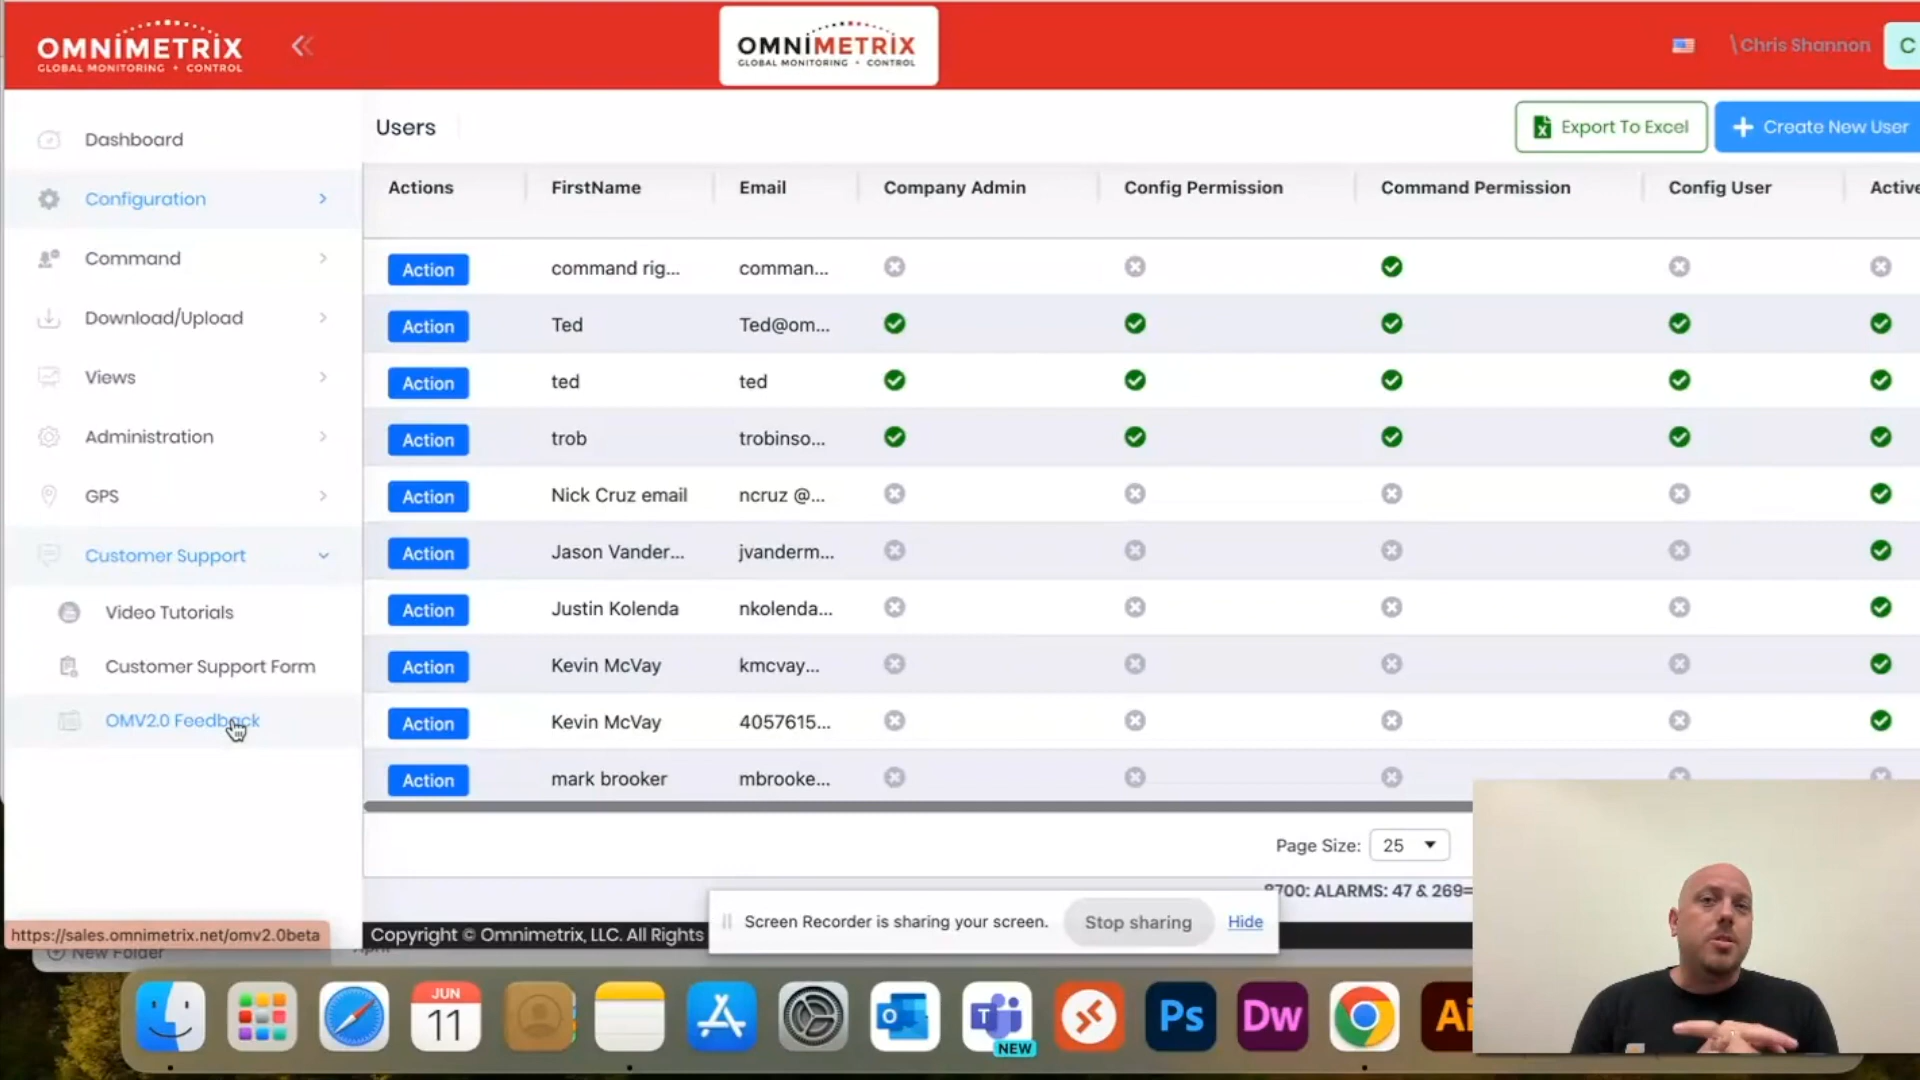 OMNIMETRIX
GLOBAL MONITORING • CONTROL
OMNIMETRIX
GLOBAL MONITORING • CONTROL
\Chris Shannon
C
Dashboard
Configuration
Command
Download/Upload
Views
Administration
GPS
Customer Support
Video Tutorials
Customer Support Form
OMV2.0 Feedback
Users
Export To Excel
Create New User
Actions FirstName Email Company Admin Config Permission Command Permission Config User Active
Action command rig... comman...
Action Ted Ted@om...
Action ted ted
Action trob trobinso...
Action Nick Cruz email ncruz @...
Action Jason Vander... jvanderm...
Action Justin Kolenda nkolenda...
Action Kevin McVay kmcvay...
Action Kevin McVay 4057615...
Action mark brooker mbrooke...
Page Size: 25
8700: ALARMS: 47 & 269=
https://sales.omnimetrix.net/omv2.0beta
Copyright © Omnimetrix, LLC. All Rights
Screen Recorder is sharing your screen. Stop sharing Hide
New Folder
JUN
11
NEW
Ps
Dw
Ai